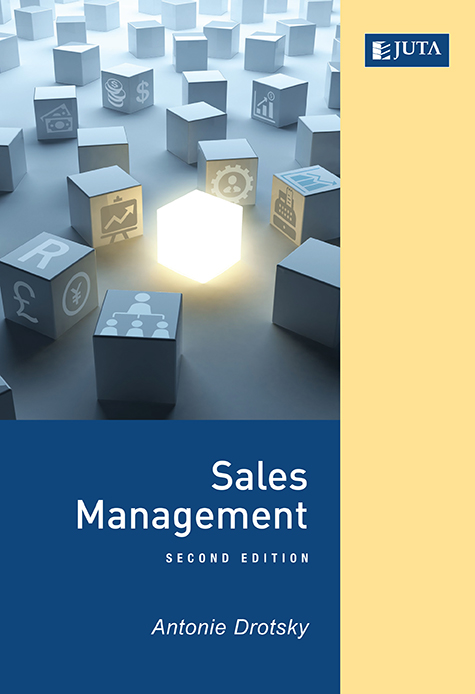 JUTA
$
R
£
¥
Sales
Management
SECOND EDITION
Antonie Drotsky